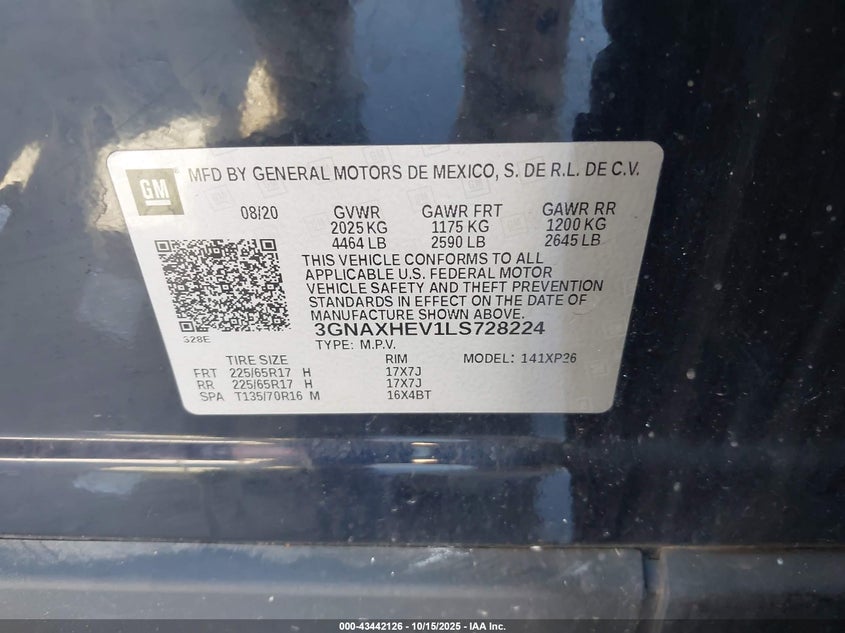 GM
MFD BY GENERAL MOTORS DE MEXICO, S. DE R.L. DE C.V.
08/20 GVWR GAWR FRT GAWR RR
2025 KG 1175 KG 1200 KG
4464 LB 2590 LB 2645 LB
THIS VEHICLE CONFORMS TO ALL
APPLICABLE U.S. FEDERAL MOTOR
VEHICLE SAFETY AND THEFT PREVENTION
STANDARDS IN EFFECT ON THE DATE OF
MANUFACTURE SHOWN ABOVE.
328E 3GNAXHEV1LS728224
TYPE: M.P.V.
TIRE SIZE RIM MODEL: 141XP26
FRT 225/65R17 H 17X7J
RR 225/65R17 H 17X7J
SPA T135/70R16 M 16X4BT
000-43442126 - 10/15/2025 - IAA Inc.